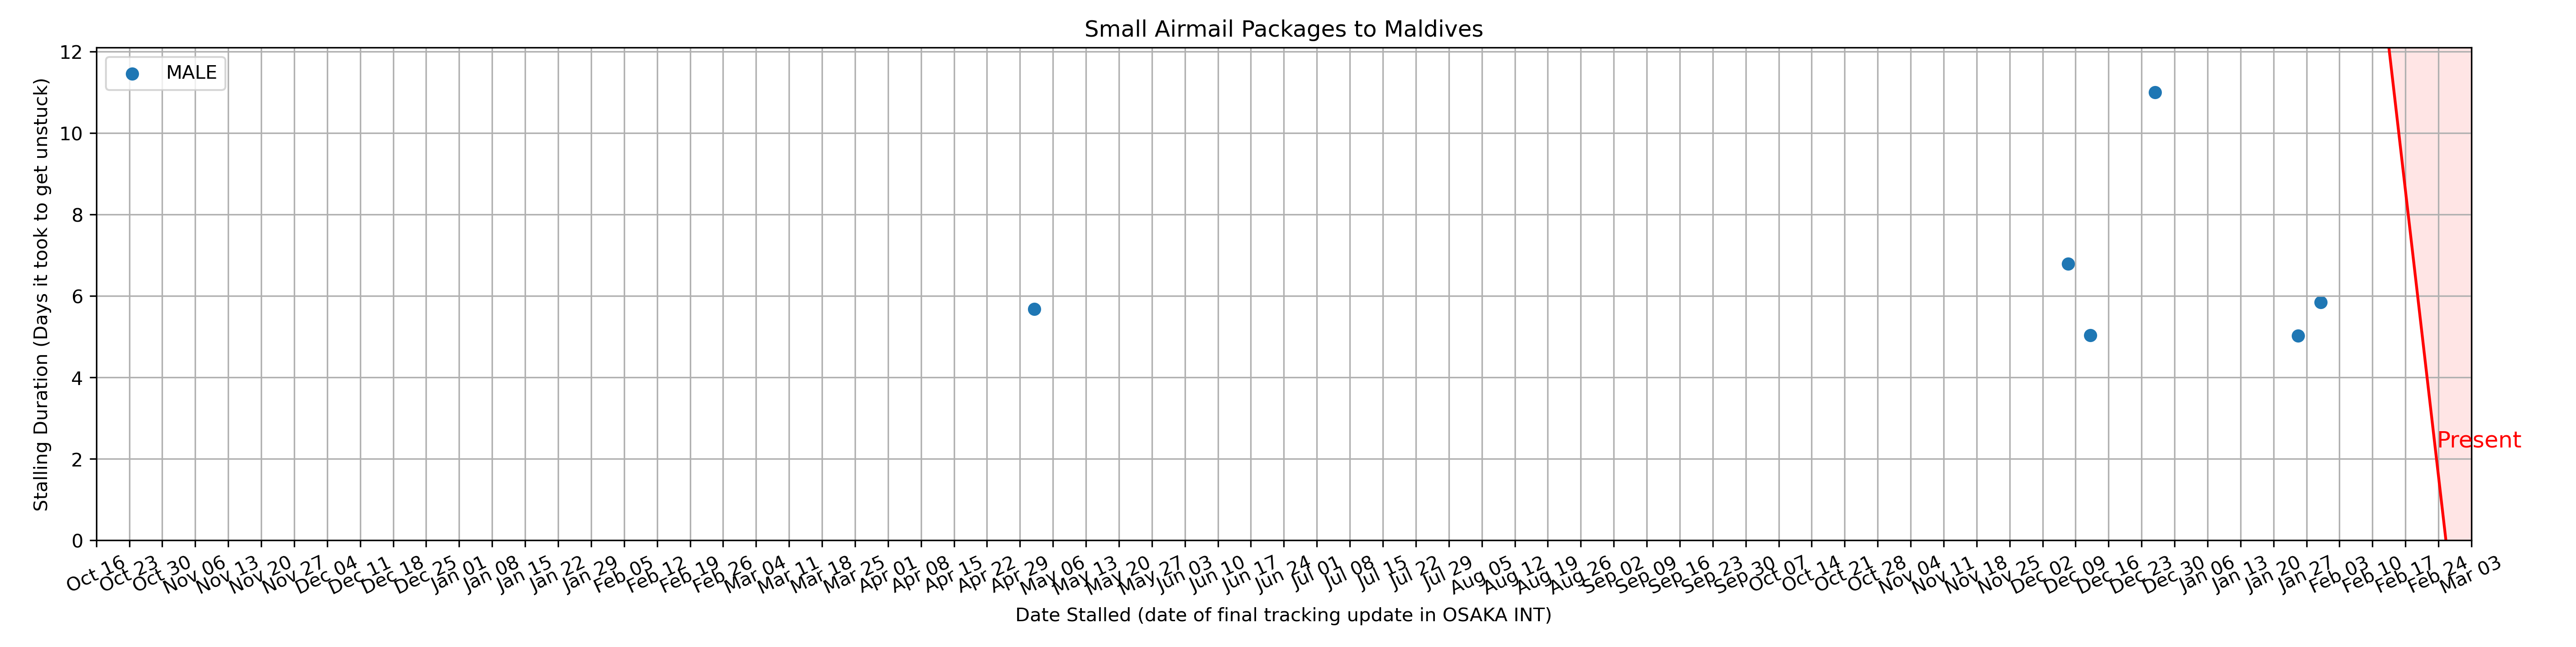 Small Airmail Packages to Maldives
MALE
Stalling Duration (Days it took to get unstuck)
12
10
8
6
4
2
0
Present
Oct 16
Oct 23
Oct 30
Nov 06
Nov 13
Nov 20
Nov 27
Dec 04
Dec 11
Dec 18
Dec 25
Jan 01
Jan 08
Jan 15
Jan 22
Jan 29
Feb 05
Feb 12
Feb 19
Feb 26
Mar 04
Mar 11
Mar 18
Mar 25
Apr 01
Apr 08
Apr 15
Apr 22
Apr 29
May 06
May 13
May 20
May 27
Jun 03
Jun 10
Jun 17
Jun 24
Jul 01
Jul 08
Jul 15
Jul 22
Jul 29
Aug 05
Aug 12
Aug 19
Aug 26
Sep 02
Sep 09
Sep 16
Sep 23
Sep 30
Oct 07
Oct 14
Oct 21
Oct 28
Nov 04
Nov 11
Nov 18
Nov 25
Dec 02
Dec 09
Dec 16
Dec 23
Dec 30
Jan 06
Jan 13
Jan 20
Jan 27
Feb 03
Feb 10
Feb 17
Feb 24
Mar 03
Date Stalled (date of final tracking update in OSAKA INT)